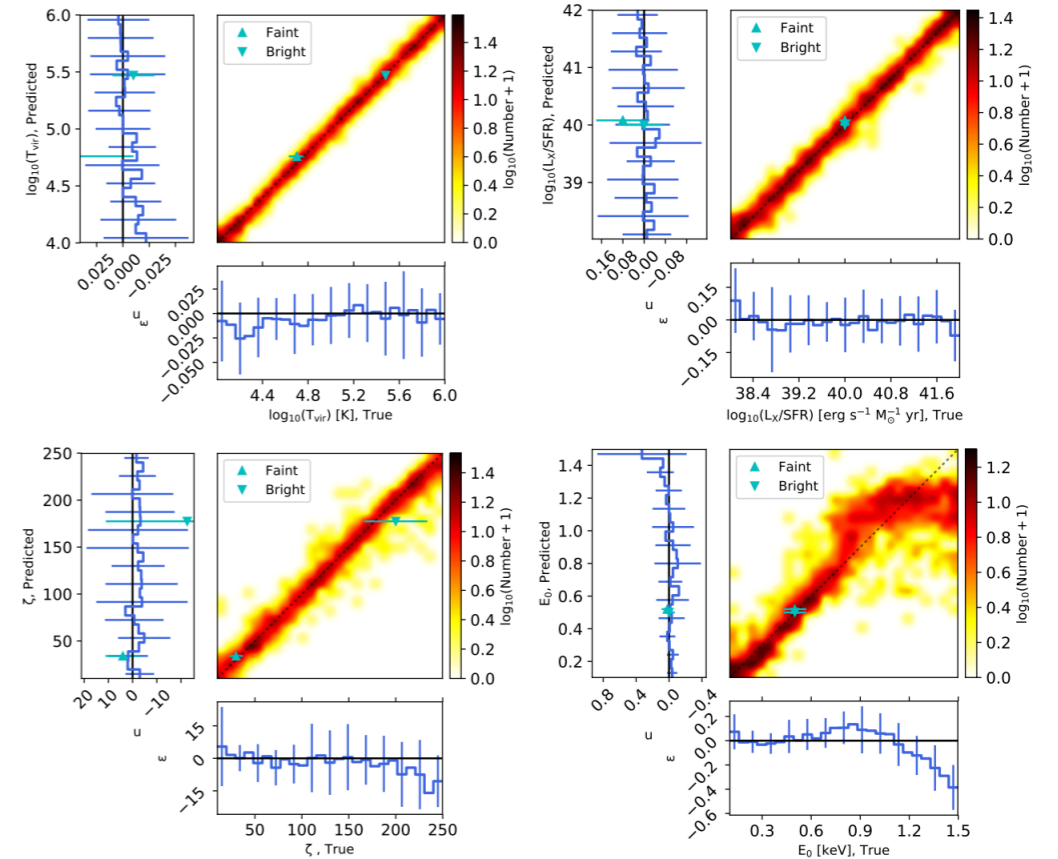 6.0
5.5
5.0
4.5
4.0
log₁₀(Tvir), Predicted
0.025
0.000
−0.025
u
ε
Faint
Bright
1.4
1.2
1.0
0.8
0.6
0.4
0.2
0.0
log₁₀(Number + 1)
0.025
0.000
−0.025
−0.050
4.4 4.8 5.2 5.6 6.0
log₁₀(Tvir) [K], True
42
41
40
39
log₁₀(LX/SFR), Predicted
0.16
0.08
0.00
−0.08
u
ε
Faint
Bright
1.4
1.2
1.0
0.8
0.6
0.4
0.2
0.0
log₁₀(Number + 1)
0.15
0.00
−0.15
38.4 39.2 40.0 40.8 41.6
log₁₀(LX/SFR) [erg s⁻¹ M⊙⁻¹ yr], True
250
200
150
100
50
ζ, Predicted
20
10
0
−10
u
ε
Faint
Bright
1.4
1.2
1.0
0.8
0.6
0.4
0.2
0.0
log₁₀(Number + 1)
15
0
−15
50 100 150 200 250
ζ , True
1.4
1.2
1.0
0.8
0.6
0.4
0.2
E₀, Predicted
0.8
0.4
0.0
−0.4
u
ε
Faint
Bright
1.2
1.0
0.8
0.6
0.4
0.2
0.0
log₁₀(Number + 1)
0.2
0.0
−0.2
−0.4
−0.6
0.3 0.6 0.9 1.2 1.5
E₀ [keV], True